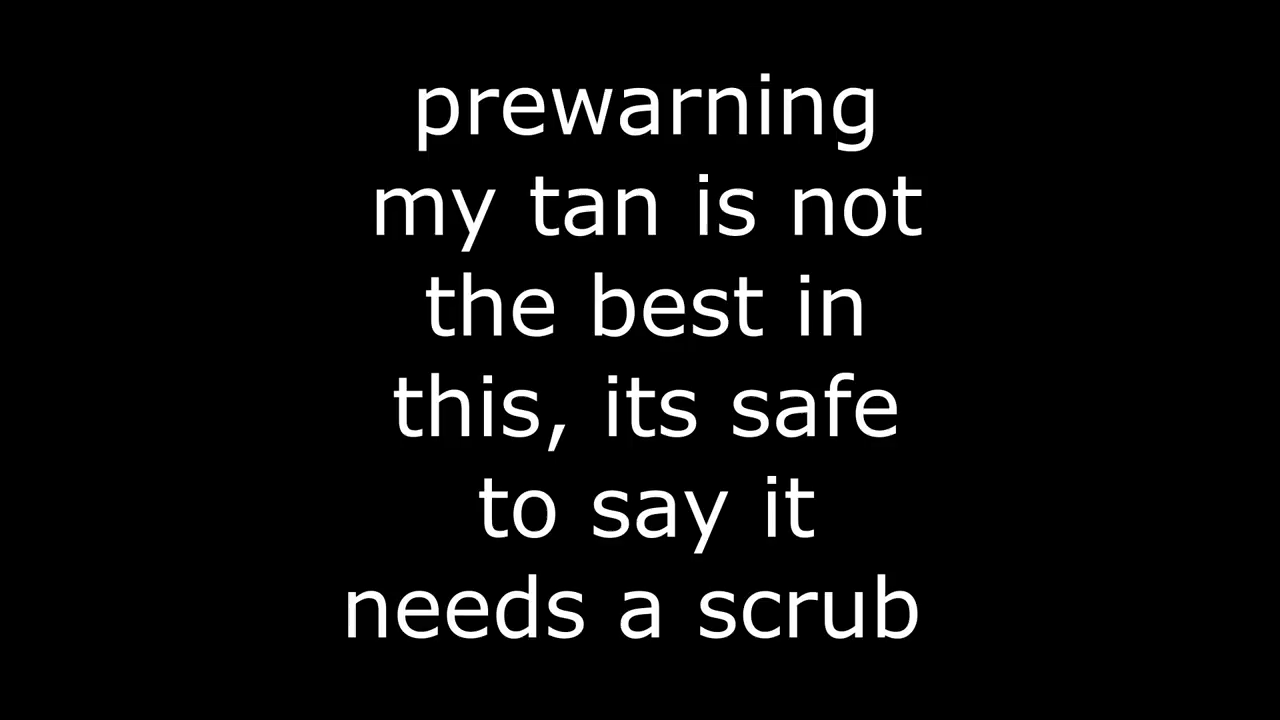 prewarning
my tan is not
the best in
this, its safe
to say it
needs a scrub